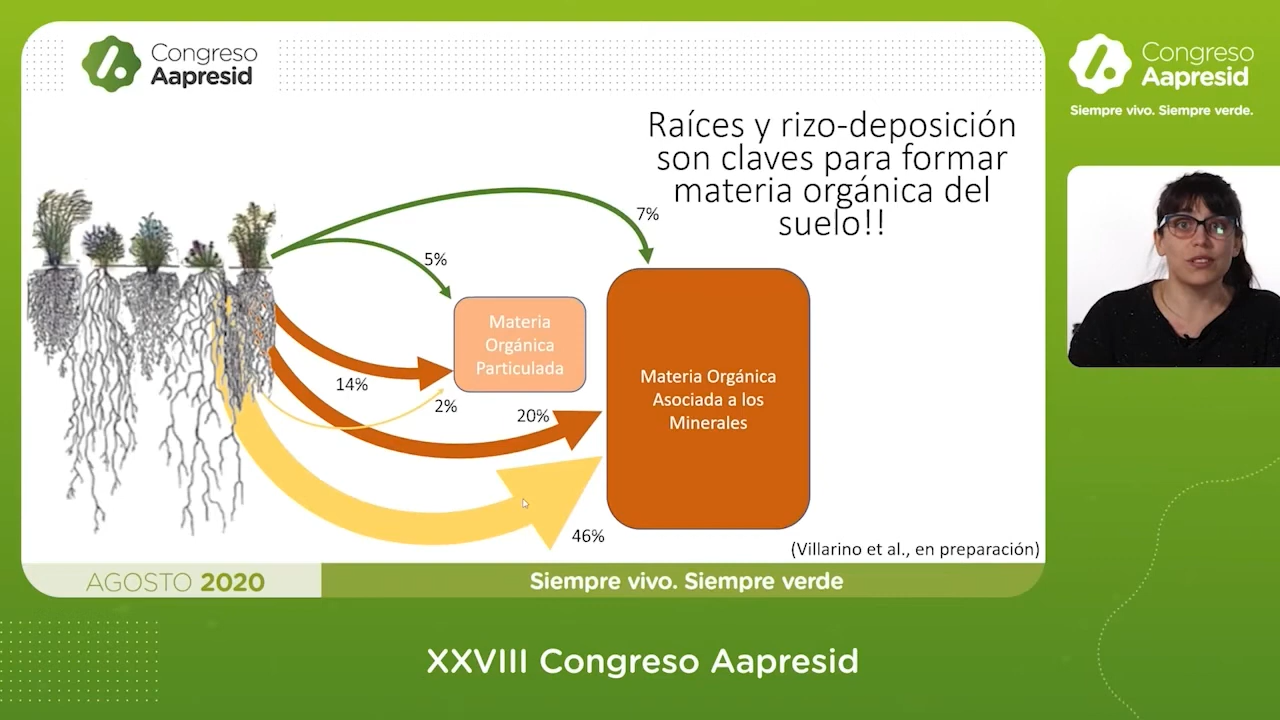 Congreso
Aapresid
Raíces y rizo-deposición
son claves para formar
materia orgánica del
suelo!!
7%
5%
Materia
Orgánica
Particulada
14%
2%
20%
Materia Orgánica
Asociada a los
Minerales
46%
(Villarino et al., en preparación)
AGOSTO 2020
Siempre vivo. Siempre verde
Congreso
Aapresid
Siempre vivo. Siempre verde.
XXVIII Congreso Aapresid